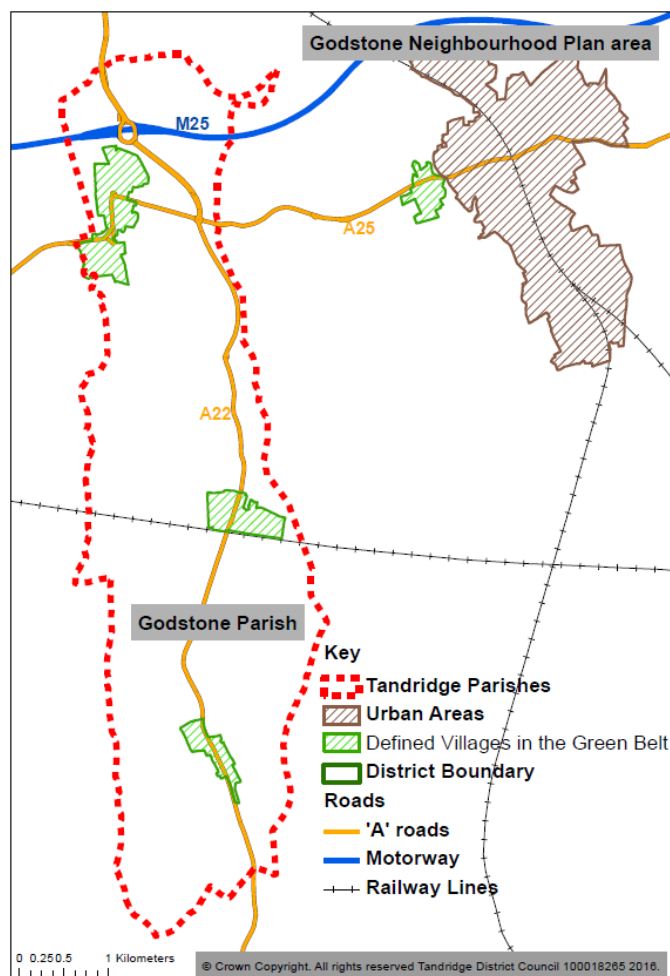 Godstone Neighbourhood Plan area
M25
A25
A22
Godstone Parish
Key
Tandridge Parishes
Urban Areas
Defined Villages in the Green Belt
District Boundary
Roads
'A' roads
Motorway
Railway Lines
0 0.25 0.5 1 Kilometers
© Crown Copyright. All rights reserved Tandridge District Council 100018265 2016.